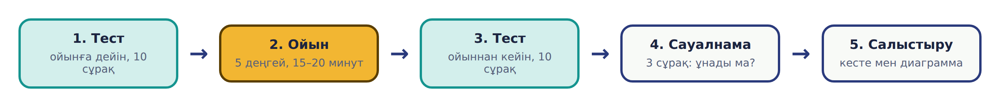 1. Тест
ойынға дейін, 10
сұрақ
→
2. Ойын
5 деңгей, 15–20 минут
→
3. Тест
ойыннан кейін, 10
сұрақ
→
4. Сауалнама
3 сұрақ: ұнады ма?
→
5. Салыстыру
кесте мен диаграмма